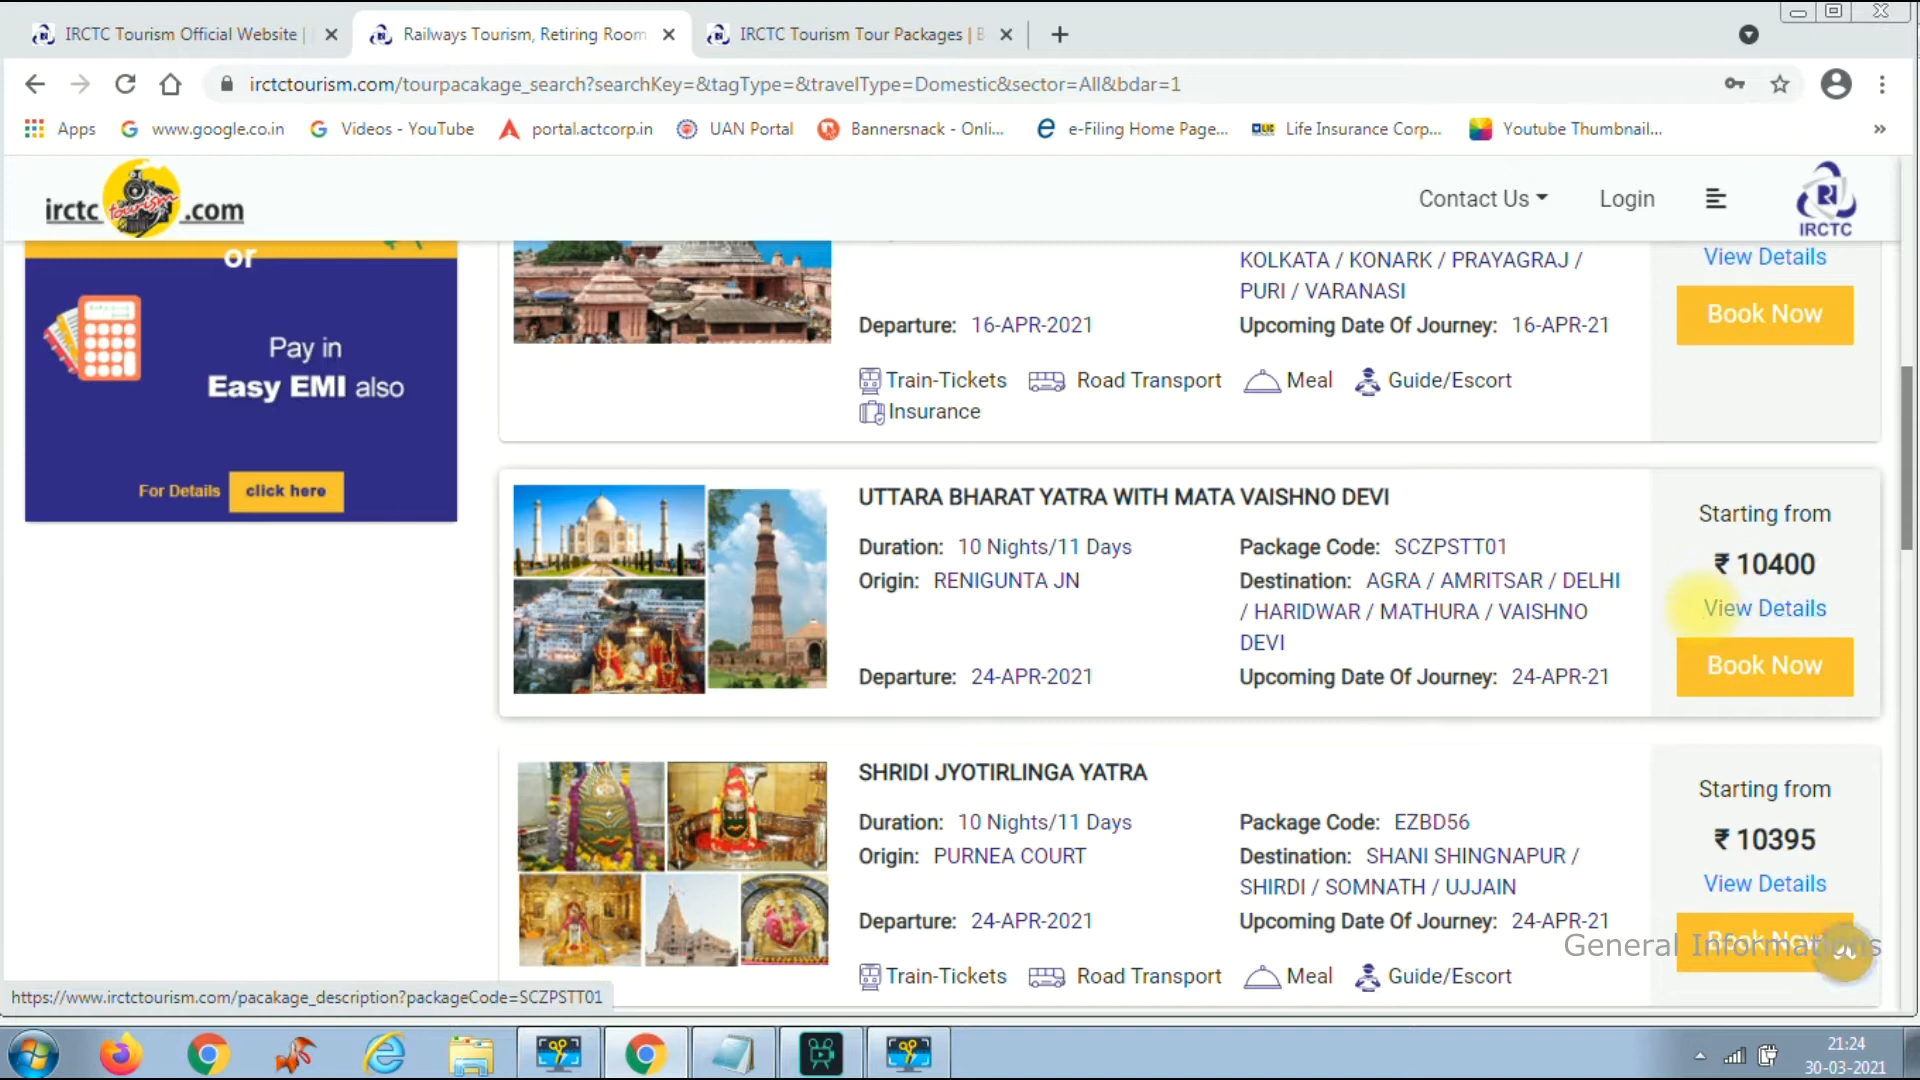 IRCTC Tourism Official Website |
Railways Tourism, Retiring Room
IRCTC Tourism Tour Packages | B
irctctourism.com/tourpacakage_search?searchKey=&tagType=&travelType=Domestic&sector=All&bdar=1
Apps
www.google.co.in
Videos - YouTube
portal.actcorp.in
UAN Portal
Bannersnack - Onli...
e-Filing Home Page...
Life Insurance Corp...
Youtube Thumbnail...
irctc tourism .com
Contact Us
Login
IRCTC
or
Pay in
Easy EMI also
For Details click here
KOLKATA / KONARK / PRAYAGRAJ /
PURI / VARANASI
Departure: 16-APR-2021
Upcoming Date Of Journey: 16-APR-21
Train-Tickets Road Transport Meal Guide/Escort
Insurance
View Details
Book Now
UTTARA BHARAT YATRA WITH MATA VAISHNO DEVI
Duration: 10 Nights/11 Days
Package Code: SCZPSTT01
Origin: RENIGUNTA JN
Destination: AGRA / AMRITSAR / DELHI
/ HARIDWAR / MATHURA / VAISHNO
DEVI
Departure: 24-APR-2021
Upcoming Date Of Journey: 24-APR-21
Starting from
₹ 10400
View Details
Book Now
SHRIDI JYOTIRLINGA YATRA
Duration: 10 Nights/11 Days
Package Code: EZBD56
Origin: PURNEA COURT
Destination: SHANI SHINGNAPUR /
SHIRDI / SOMNATH / UJJAIN
Departure: 24-APR-2021
Upcoming Date Of Journey: 24-APR-21
Train-Tickets Road Transport Meal Guide/Escort
Starting from
₹ 10395
View Details
Book Now
General Informations
https://www.irctctourism.com/pacakage_description?packageCode=SCZPSTT01
21:24
30-03-2021